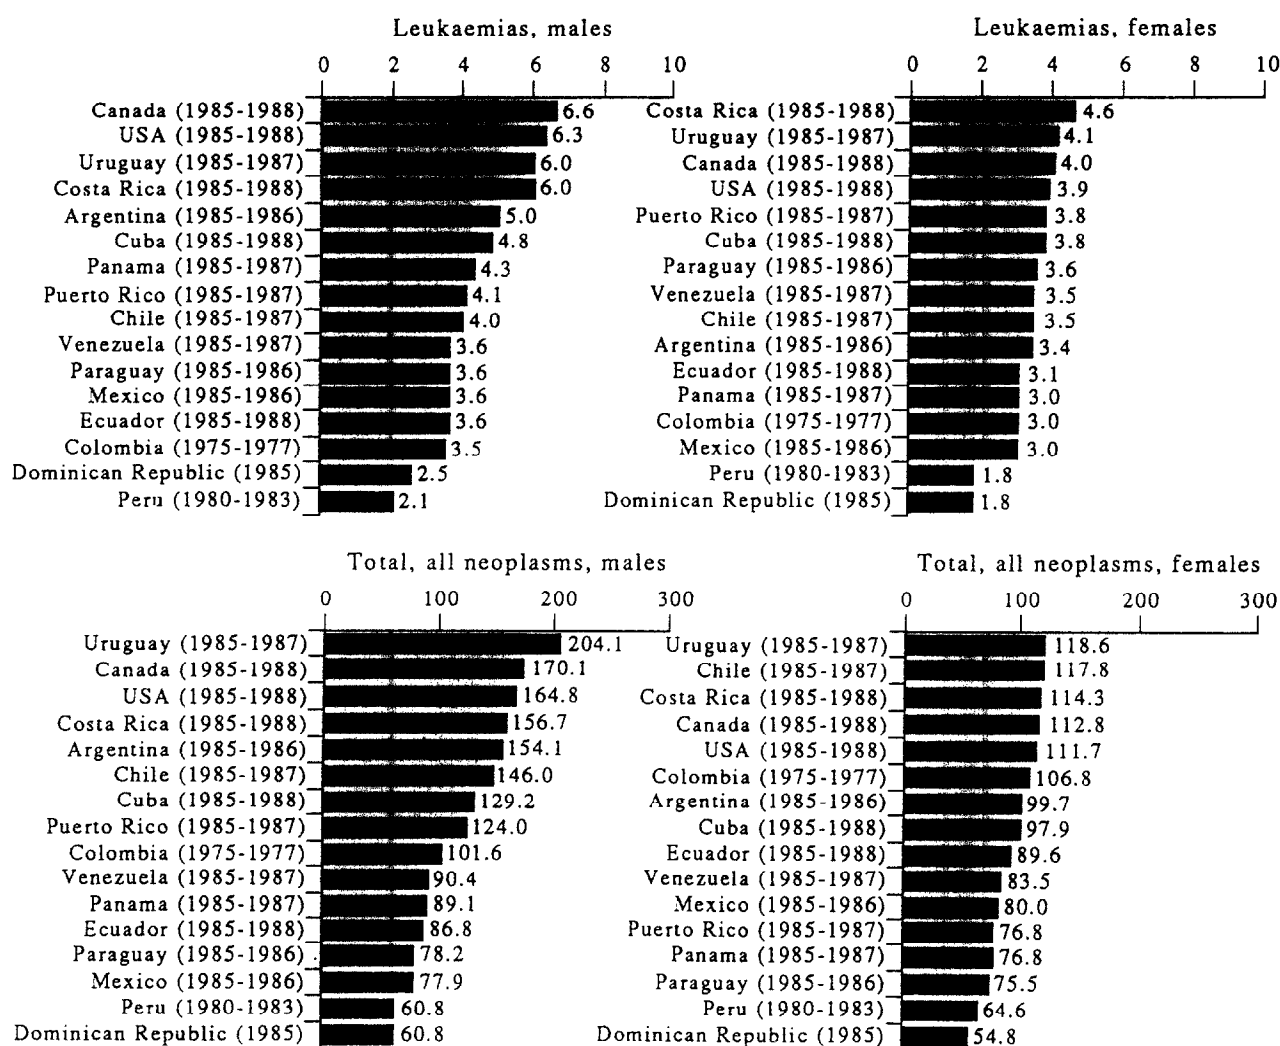 Leukaemias, males
0 2 4 6 8 10
Canada (1985-1988) 6.6
USA (1985-1988) 6.3
Uruguay (1985-1987) 6.0
Costa Rica (1985-1988) 6.0
Argentina (1985-1986) 5.0
Cuba (1985-1988) 4.8
Panama (1985-1987) 4.3
Puerto Rico (1985-1987) 4.1
Chile (1985-1987) 4.0
Venezuela (1985-1987) 3.6
Paraguay (1985-1986) 3.6
Mexico (1985-1986) 3.6
Ecuador (1985-1988) 3.6
Colombia (1975-1977) 3.5
Dominican Republic (1985) 2.5
Peru (1980-1983) 2.1
Leukaemias, females
0 2 4 6 8 10
Costa Rica (1985-1988) 4.6
Uruguay (1985-1987) 4.1
Canada (1985-1988) 4.0
USA (1985-1988) 3.9
Puerto Rico (1985-1987) 3.8
Cuba (1985-1988) 3.8
Paraguay (1985-1986) 3.6
Venezuela (1985-1987) 3.5
Chile (1985-1987) 3.5
Argentina (1985-1986) 3.4
Ecuador (1985-1988) 3.1
Panama (1985-1987) 3.0
Colombia (1975-1977) 3.0
Mexico (1985-1986) 3.0
Peru (1980-1983) 1.8
Dominican Republic (1985) 1.8
Total, all neoplasms, males
0 100 200 300
Uruguay (1985-1987) 204.1
Canada (1985-1988) 170.1
USA (1985-1988) 164.8
Costa Rica (1985-1988) 156.7
Argentina (1985-1986) 154.1
Chile (1985-1987) 146.0
Cuba (1985-1988) 129.2
Puerto Rico (1985-1987) 124.0
Colombia (1975-1977) 101.6
Venezuela (1985-1987) 90.4
Panama (1985-1987) 89.1
Ecuador (1985-1988) 86.8
Paraguay (1985-1986) 78.2
Mexico (1985-1986) 77.9
Peru (1980-1983) 60.8
Dominican Republic (1985) 60.8
Total, all neoplasms, females
0 100 200 300
Uruguay (1985-1987) 118.6
Chile (1985-1987) 117.8
Costa Rica (1985-1988) 114.3
Canada (1985-1988) 112.8
USA (1985-1988) 111.7
Colombia (1975-1977) 106.8
Argentina (1985-1986) 99.7
Cuba (1985-1988) 97.9
Ecuador (1985-1988) 89.6
Venezuela (1985-1987) 83.5
Mexico (1985-1986) 80.0
Puerto Rico (1985-1987) 76.8
Panama (1985-1987) 76.8
Paraguay (1985-1986) 75.5
Peru (1980-1983) 64.6
Dominican Republic (1985) 54.8